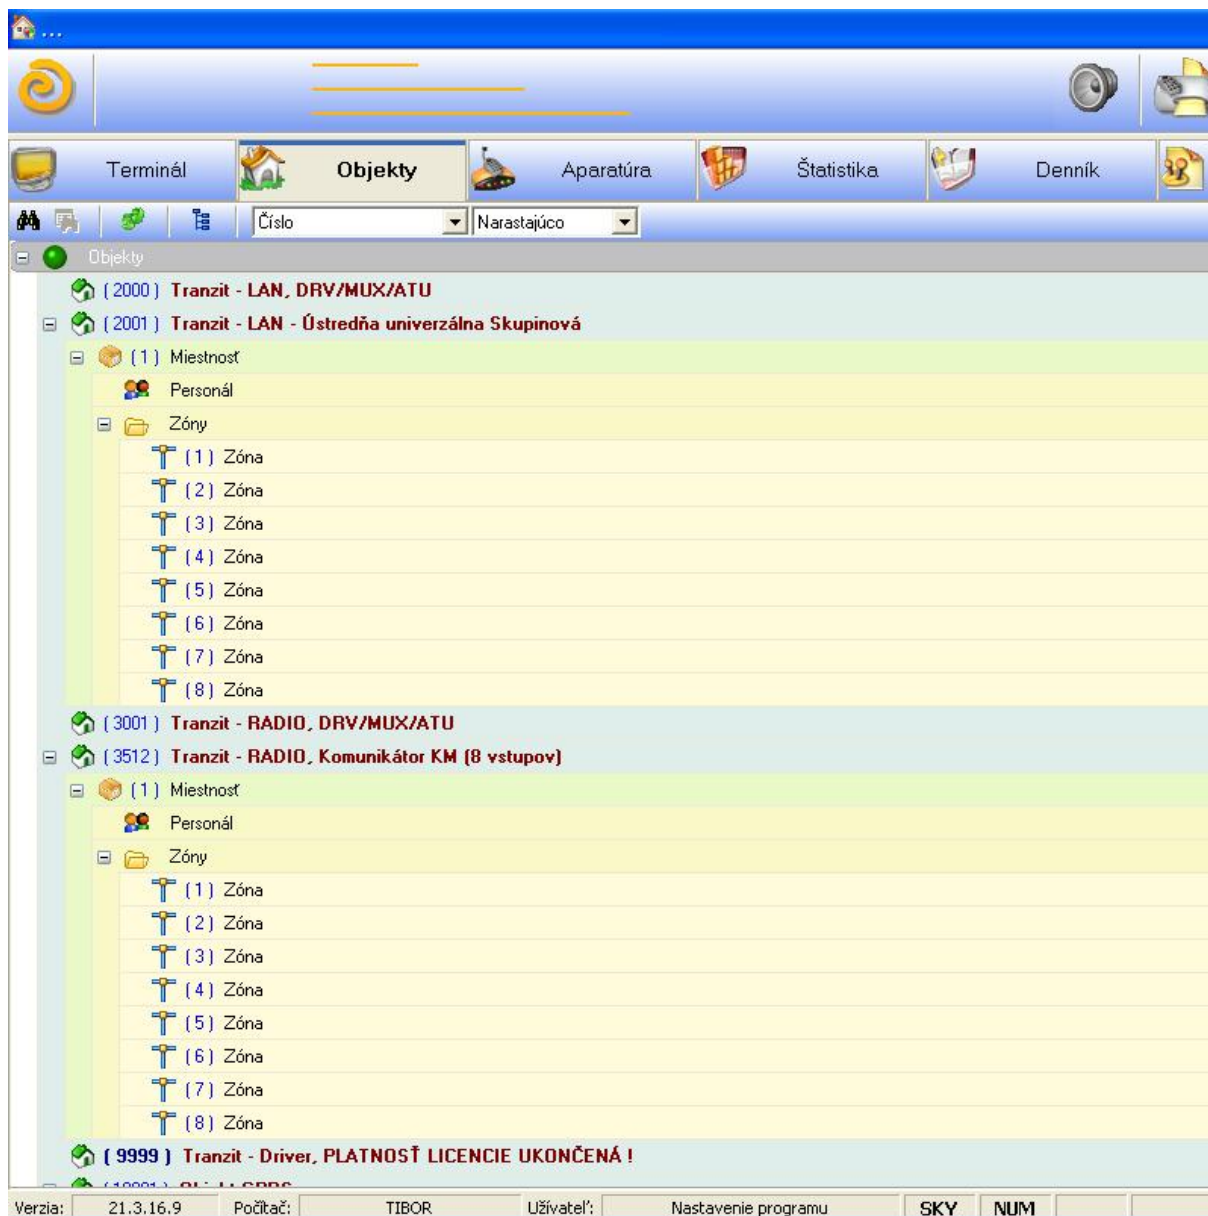 ...
Terminál Objekty Aparatúra Štatistika Denník
Číslo Narastajúco
Objekty
( 2000 ) Tranzit - LAN, DRV/MUX/ATU
( 2001 ) Tranzit - LAN - Ústredňa univerzálna Skupinová
( 1 ) Miestnosť
Personál
Zóny
( 1 ) Zóna
( 2 ) Zóna
( 3 ) Zóna
( 4 ) Zóna
( 5 ) Zóna
( 6 ) Zóna
( 7 ) Zóna
( 8 ) Zóna
( 3001 ) Tranzit - RADIO, DRV/MUX/ATU
( 3512 ) Tranzit - RADIO, Komunikátor KM (8 vstupov)
( 1 ) Miestnosť
Personál
Zóny
( 1 ) Zóna
( 2 ) Zóna
( 3 ) Zóna
( 4 ) Zóna
( 5 ) Zóna
( 6 ) Zóna
( 7 ) Zóna
( 8 ) Zóna
( 9999 ) Tranzit - Driver, PLATNOSŤ LICENCIE UKONČENÁ !
Verzia: 21.3.16.9 Počítač: TIBOR Užívateľ: Nastavenie programu SKY NUM